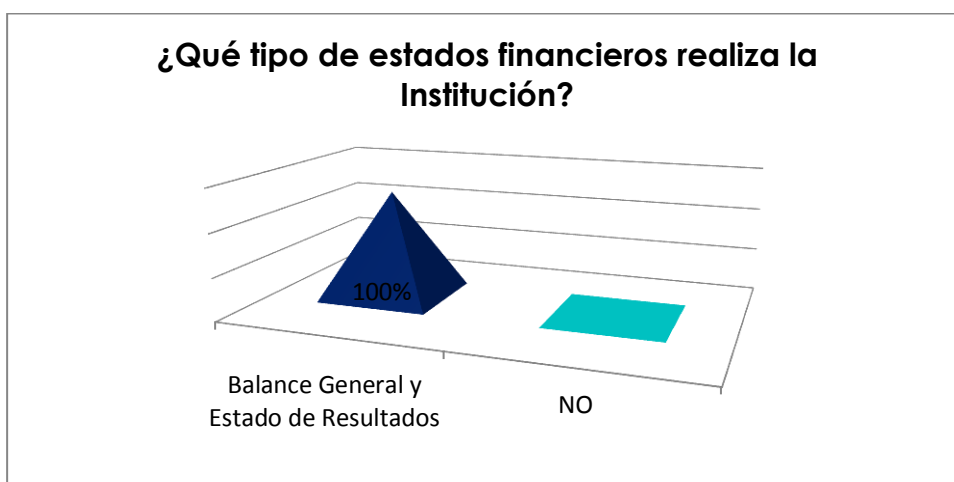 ¿Qué tipo de estados financieros realiza la
Institución?
100%
Balance General y
Estado de Resultados
NO